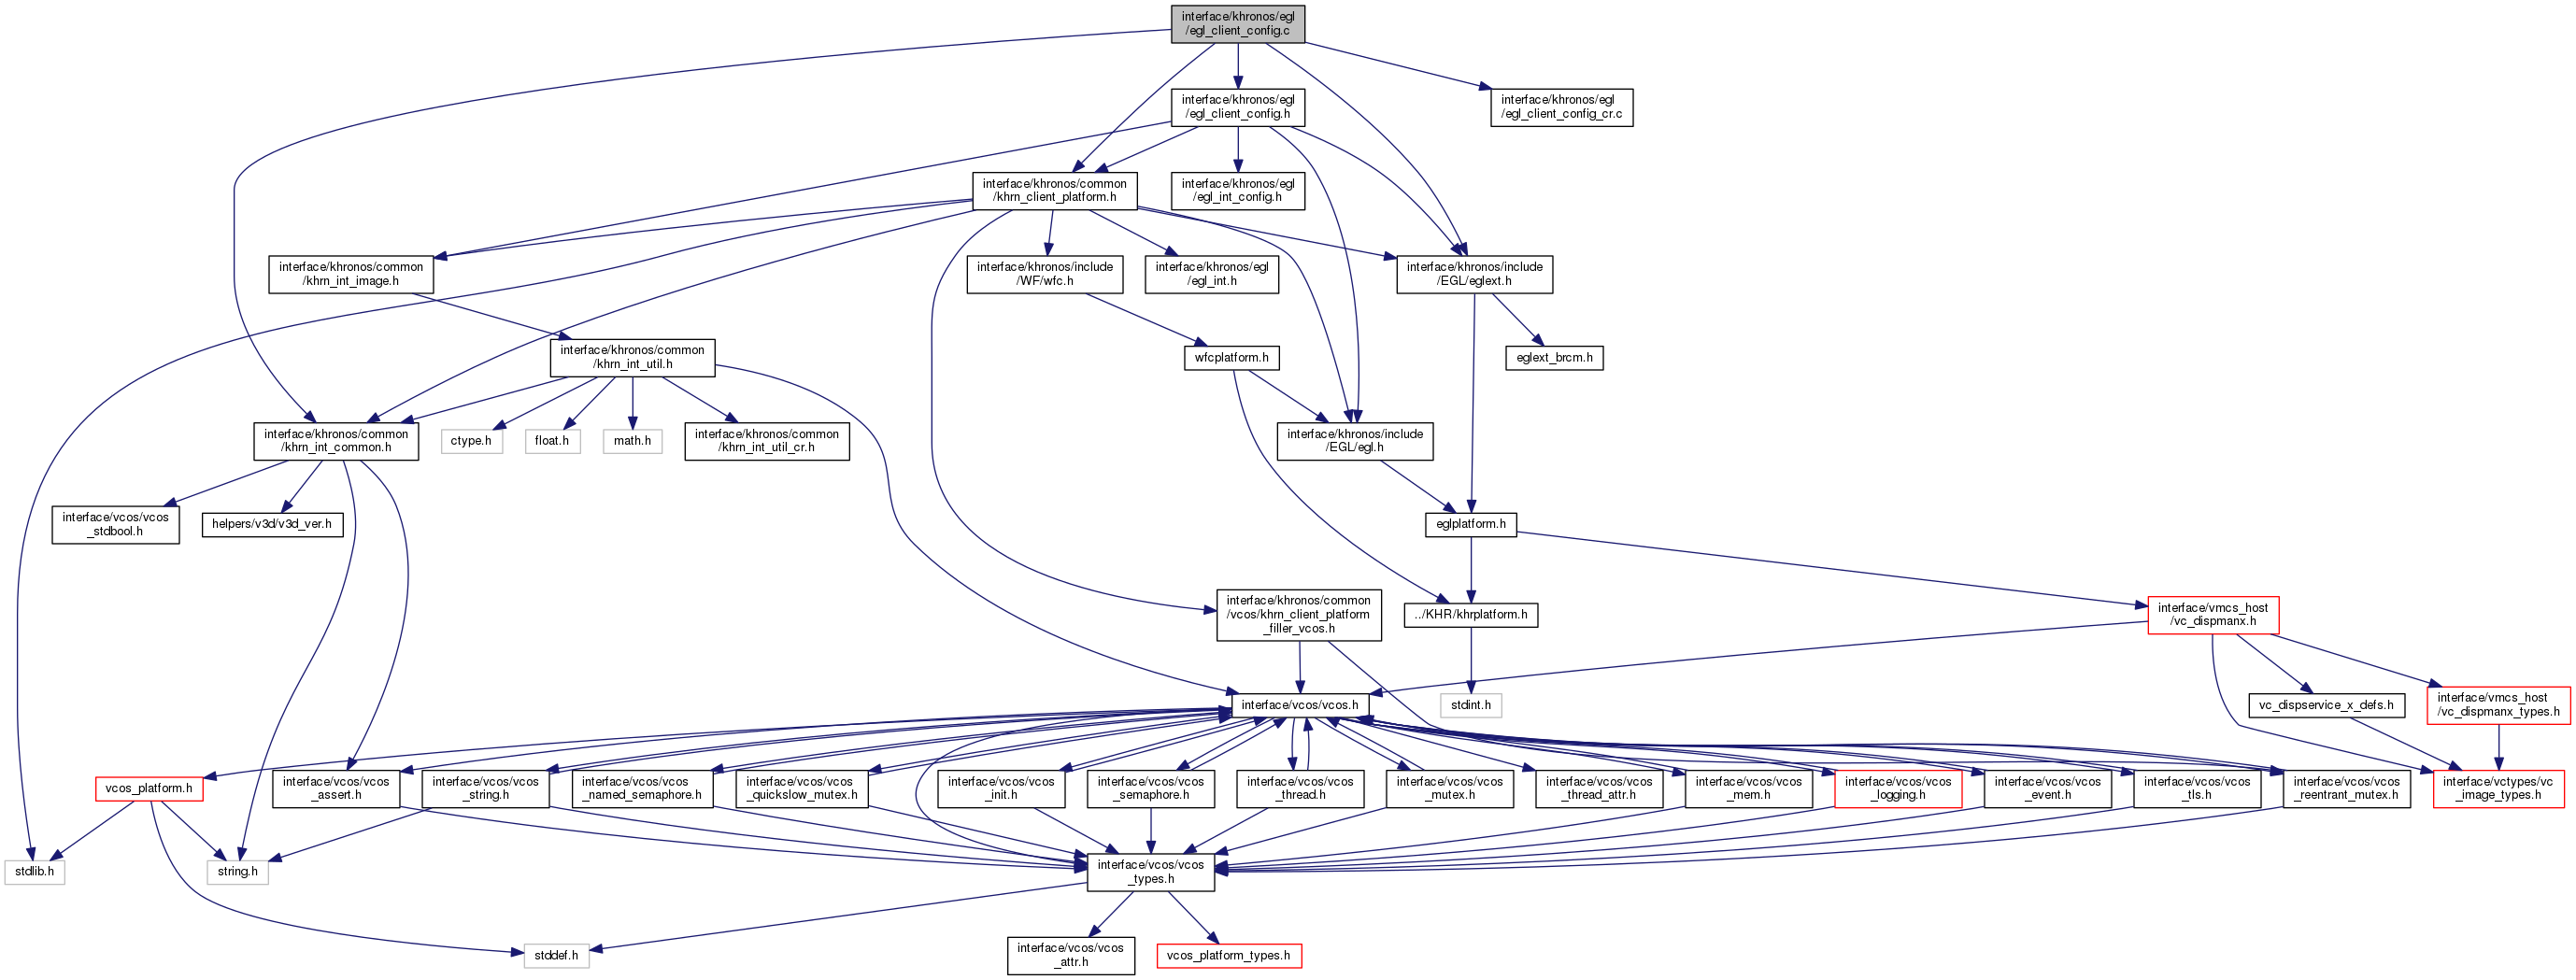 interface/khronos/egl
/egl_client_config.c
interface/khronos/egl
/egl_client_config.h
interface/khronos/egl
/egl_client_config_cr.c
interface/khronos/common
/khrn_client_platform.h
interface/khronos/egl
/egl_int_config.h
interface/khronos/common
/khrn_int_image.h
interface/khronos/include
/WF/wfc.h
interface/khronos/egl
/egl_int.h
interface/khronos/include
/EGL/eglext.h
interface/khronos/common
/khrn_int_util.h
wfcplatform.h
eglext_brcm.h
interface/khronos/common
/khrn_int_common.h
ctype.h
float.h
math.h
interface/khronos/common
/khrn_int_util_cr.h
interface/khronos/include
/EGL/egl.h
interface/vcos/vcos
_stdbool.h
helpers/v3d/v3d_ver.h
eglplatform.h
interface/khronos/common
/vcos/khrn_client_platform
_filler_vcos.h
../KHR/khrplatform.h
interface/vmcs_host
/vc_dispmanx.h
interface/vcos/vcos.h
stdint.h
vc_dispservice_x_defs.h
interface/vmcs_host
/vc_dispmanx_types.h
vcos_platform.h
interface/vcos/vcos
_assert.h
interface/vcos/vcos
_string.h
interface/vcos/vcos
_named_semaphore.h
interface/vcos/vcos
_quickslow_mutex.h
interface/vcos/vcos
_init.h
interface/vcos/vcos
_semaphore.h
interface/vcos/vcos
_thread.h
interface/vcos/vcos
_mutex.h
interface/vcos/vcos
_thread_attr.h
interface/vcos/vcos
_mem.h
interface/vcos/vcos
_logging.h
interface/vcos/vcos
_event.h
interface/vcos/vcos
_tls.h
interface/vcos/vcos
_reentrant_mutex.h
interface/vctypes/vc
_image_types.h
stdlib.h
string.h
interface/vcos/vcos
_types.h
stddef.h
interface/vcos/vcos
_attr.h
vcos_platform_types.h